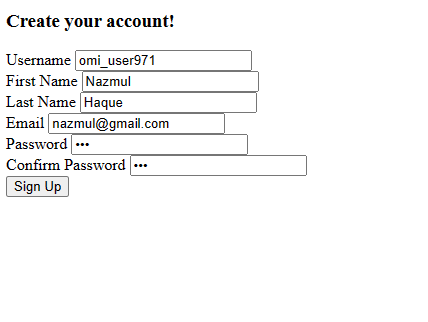 Create your account!
Username omi_user971
First Name Nazmul
Last Name Haque
Email nazmul@gmail.com
Password •••
Confirm Password •••
Sign Up